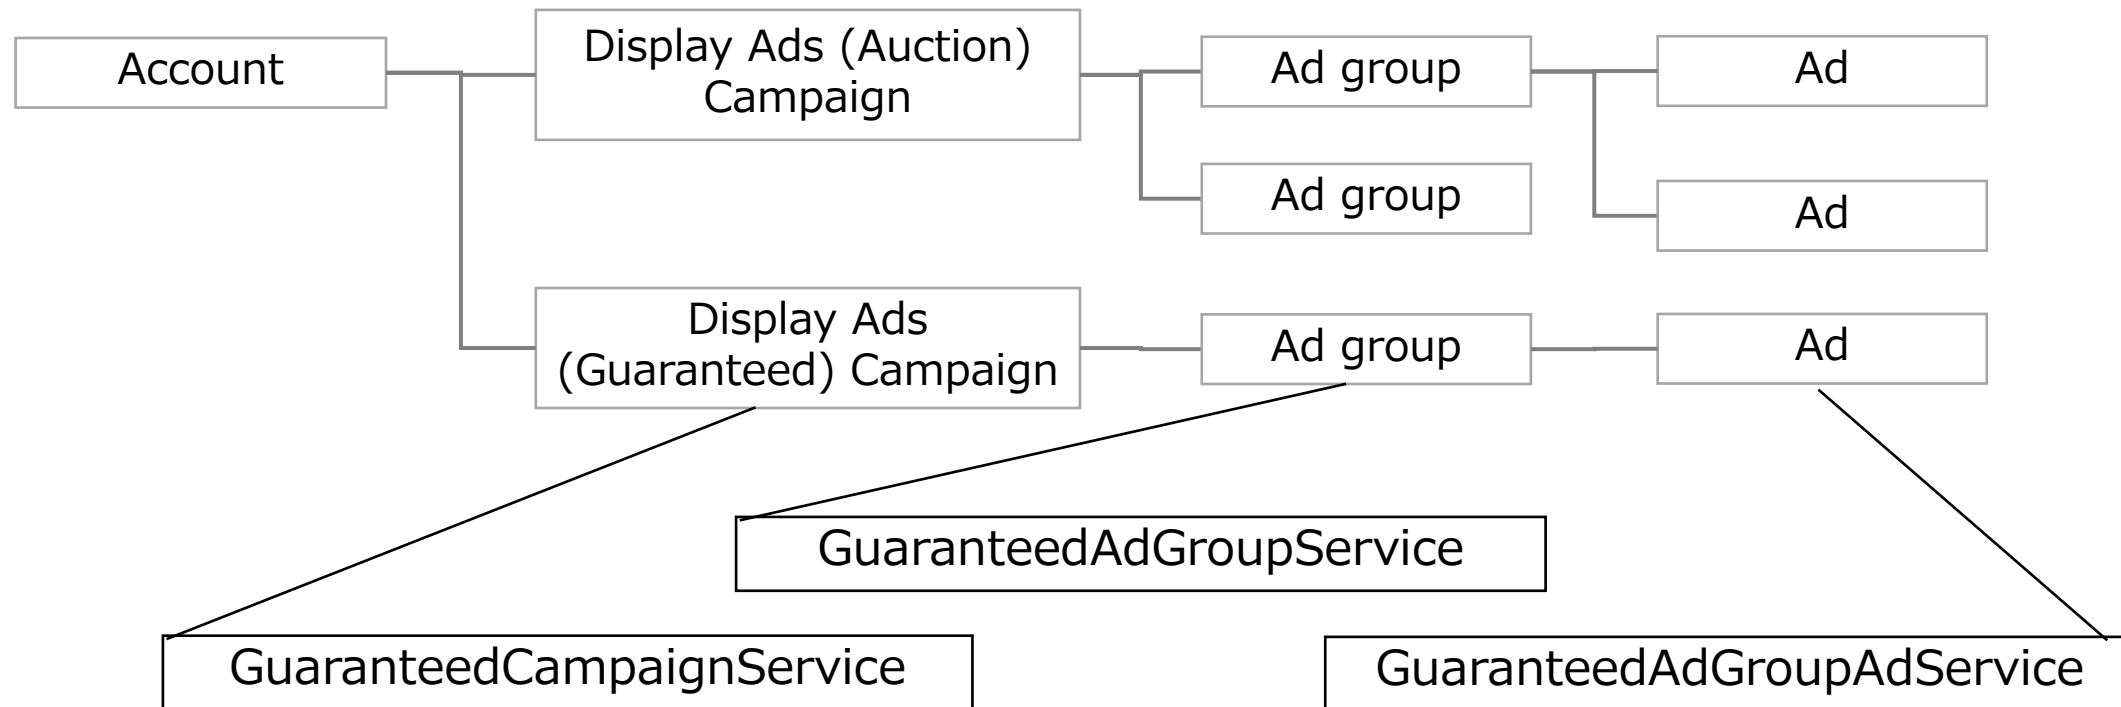 Account
Display Ads (Auction)
Campaign
Ad group
Ad
Ad group
Ad
Display Ads
(Guaranteed) Campaign
Ad group
Ad
GuaranteedAdGroupService
GuaranteedCampaignService
GuaranteedAdGroupAdService